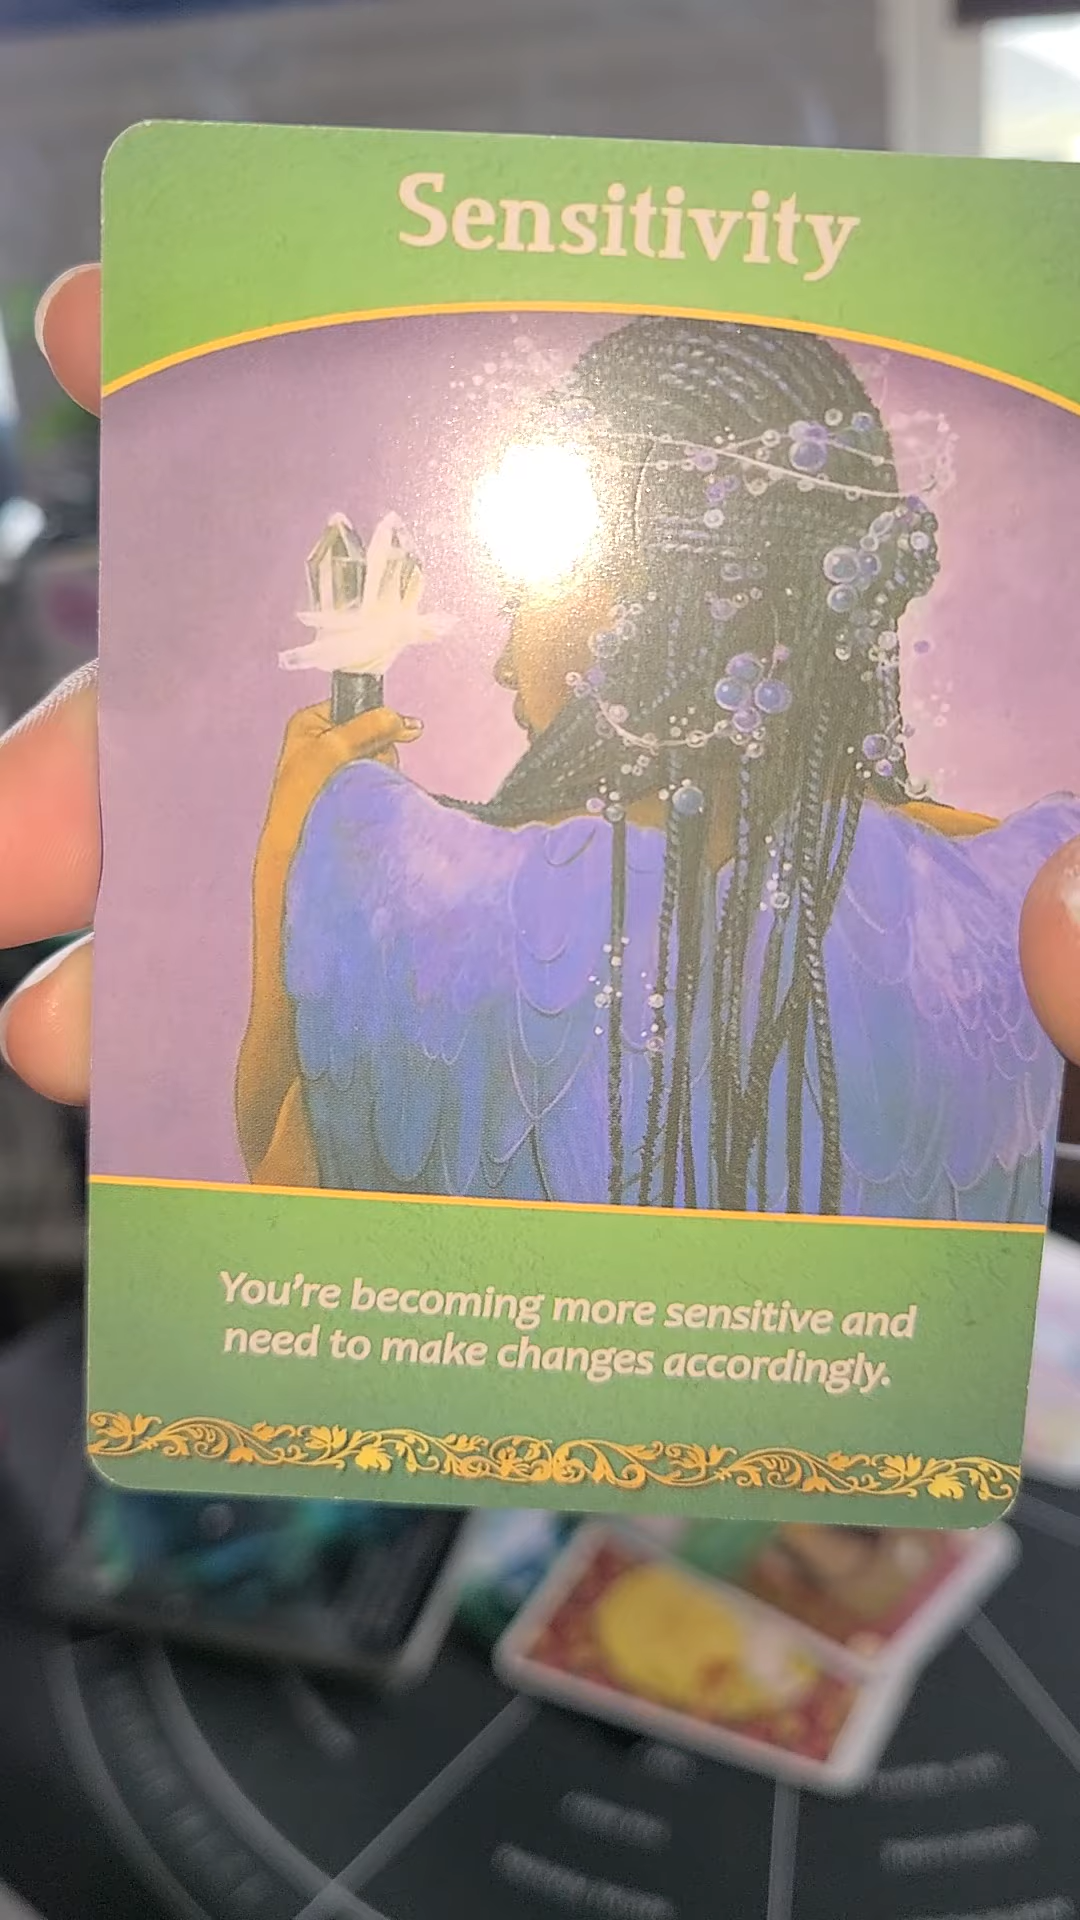 Sensitivity
You're becoming more sensitive and
need to make changes accordingly.